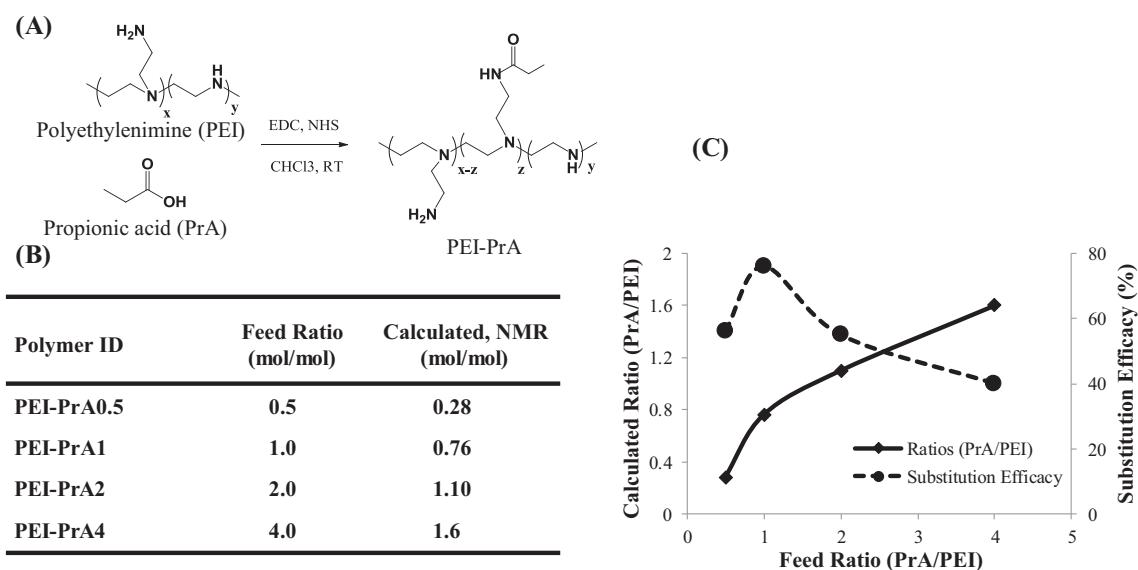 (A)
H2N
N
x
H
N
y
Polyethylenimine (PEI)
O
OH
Propionic acid (PrA)
EDC, NHS
CHCl3, RT
O
HN
N
x-z
N
z
N
H
y
H2N
PEI-PrA
(B)
Polymer ID
Feed Ratio
(mol/mol)
Calculated, NMR
(mol/mol)
PEI-PrA0.5 0.5 0.28
PEI-PrA1 1.0 0.76
PEI-PrA2 2.0 1.10
PEI-PrA4 4.0 1.6
(C)
Calculated Ratio (PrA/PEI)
2
1.6
1.2
0.8
0.4
0
0 1 2 3 4 5
Feed Ratio (PrA/PEI)
80
60
40
20
0
Substitution Efficacy (%)
Ratios (PrA/PEI)
Substitution Efficacy